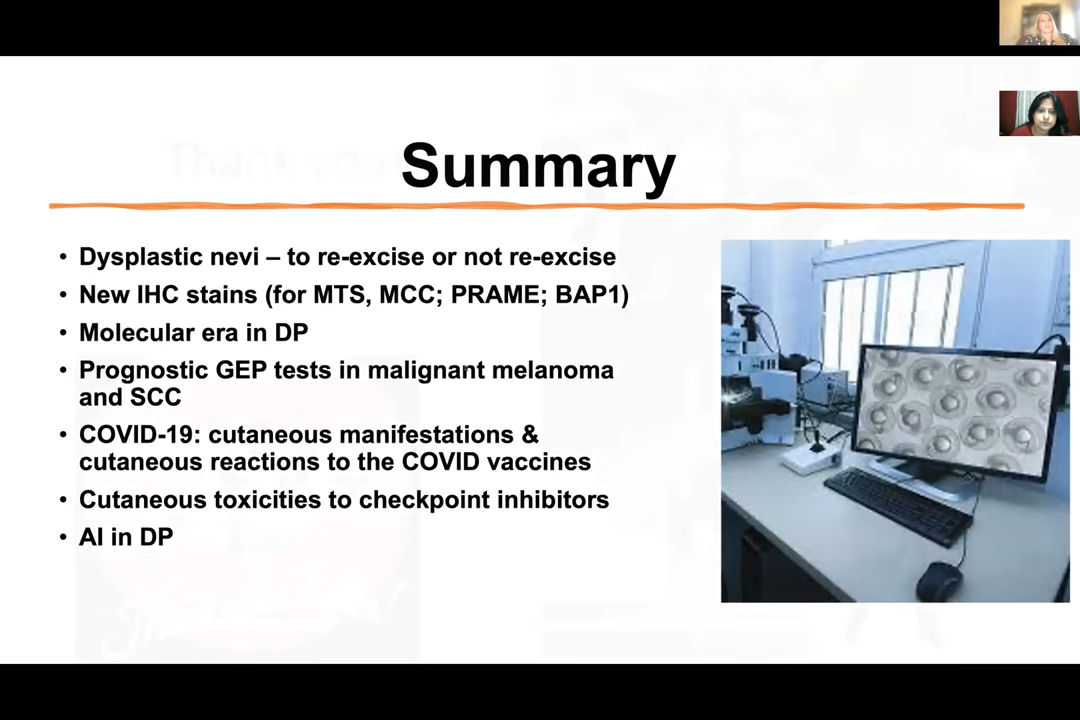 Thank you
Summary
• Dysplastic nevi – to re-excise or not re-excise
• New IHC stains (for MTS, MCC; PRAME; BAP1)
• Molecular era in DP
• Prognostic GEP tests in malignant melanoma
and SCC
• COVID-19: cutaneous manifestations &
cutaneous reactions to the COVID vaccines
• Cutaneous toxicities to checkpoint inhibitors
• AI in DP